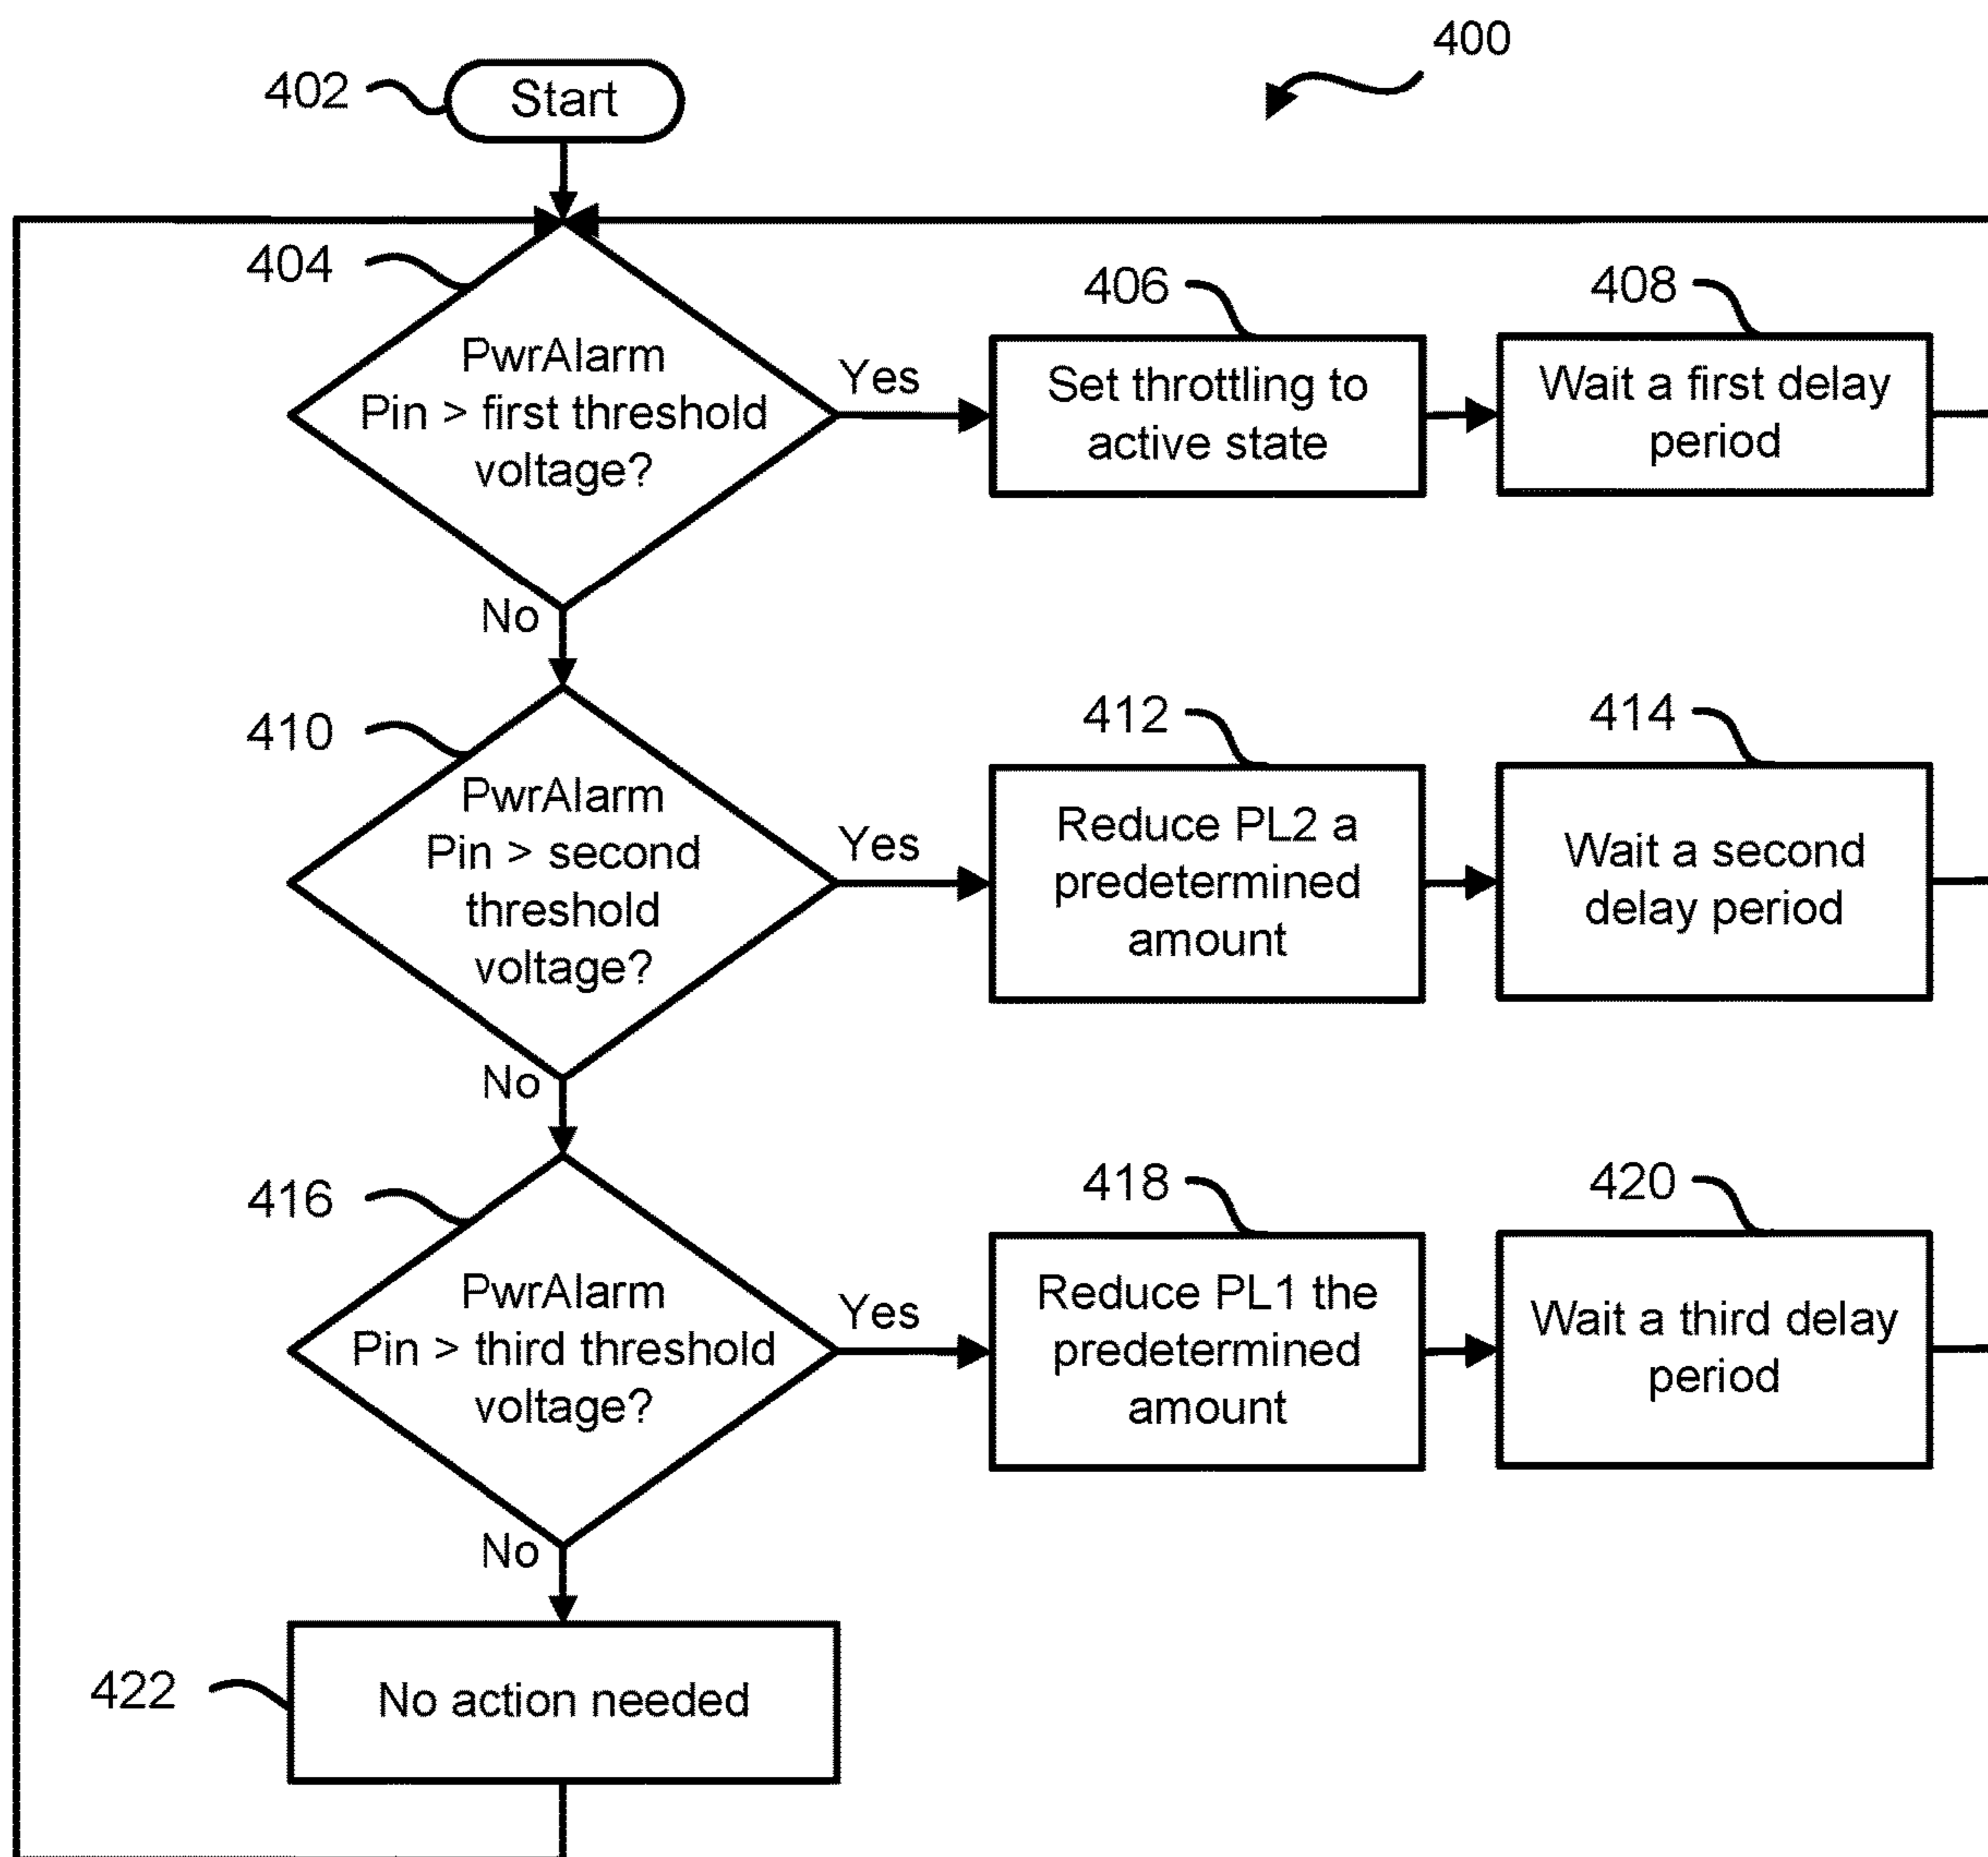 400
402
Start
404
PwrAlarm
Pin > first threshold
voltage?
Yes
406
Set throttling to
active state
408
Wait a first delay
period
No
410
PwrAlarm
Pin > second
threshold
voltage?
Yes
412
Reduce PL2 a
predetermined
amount
414
Wait a second
delay period
No
416
PwrAlarm
Pin > third threshold
voltage?
Yes
418
Reduce PL1 the
predetermined
amount
420
Wait a third delay
period
No
422
No action needed